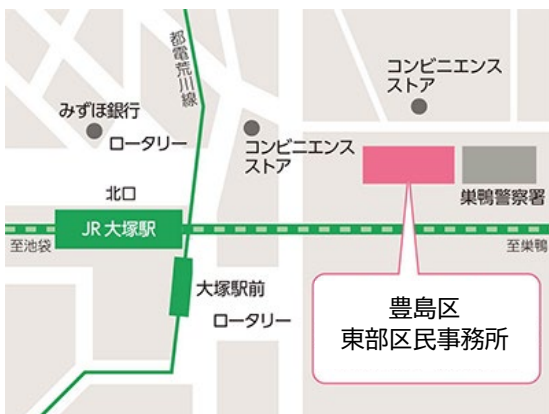 都電荒川線
コンビニエンス
ストア
みずほ銀行
ロータリー
コンビニエンス
ストア
北口
巣鴨警察署
JR 大塚駅
至池袋
至巣鴨
大塚駅前
ロータリー
豊島区
東部区民事務所